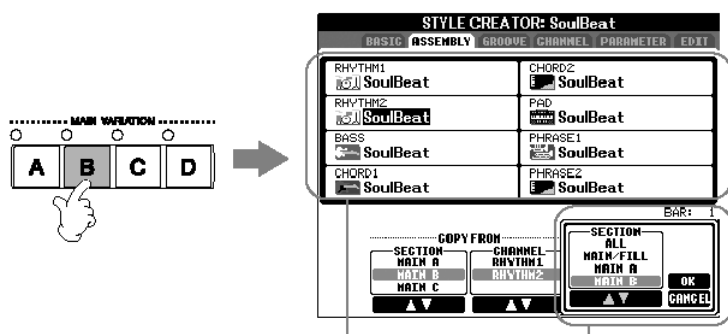 MAIN VARIATION
A B C D
STYLE CREATOR: SoulBeat
BASIC ASSEMBLY GROOVE CHANNEL PARAMETER EDIT
RHYTHM1
SoulBeat
CHORD2
SoulBeat
RHYTHM2
SoulBeat
PAD
SoulBeat
BASS
SoulBeat
PHRASE1
SoulBeat
CHORD1
SoulBeat
PHRASE2
SoulBeat
BAR: 1
COPY FROM
SECTION
MAIN A
MAIN B
MAIN C
CHANNEL
RHYTHM1
RHYTHM2
SECTION
ALL
MAIN/FILL
MAIN A
MAIN B
OK
CANCEL